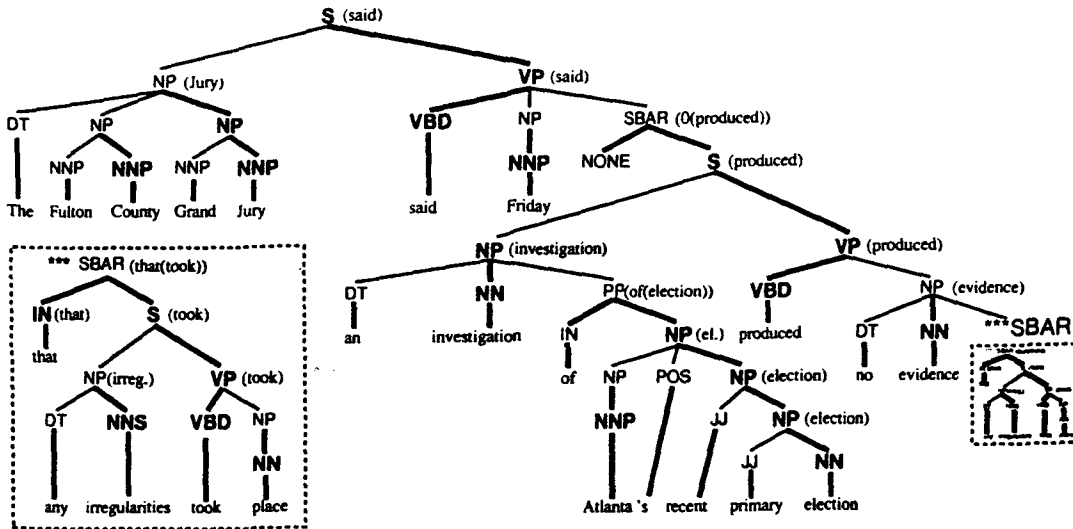 S (said)
NP (Jury) VP (said)
DT NP NP VBD NP SBAR (0(produced))
NNP NNP NNP NNP NNP NONE S (produced)
The Fulton County Grand Jury said Friday
NP (investigation) VP (produced)
*** SBAR (that(took))
DT NN PP(of(election)) VBD NP (evidence)
IN (that) S (took)
an investigation IN NP (el.) produced DT NN ***SBAR
that
of no evidence
NP(irreg.) VP (took) NP POS NP (election)
DT NNS VBD NP NNP JJ NP (election)
NN JJ NN
any irregularities took place Atlanta 's recent primary election